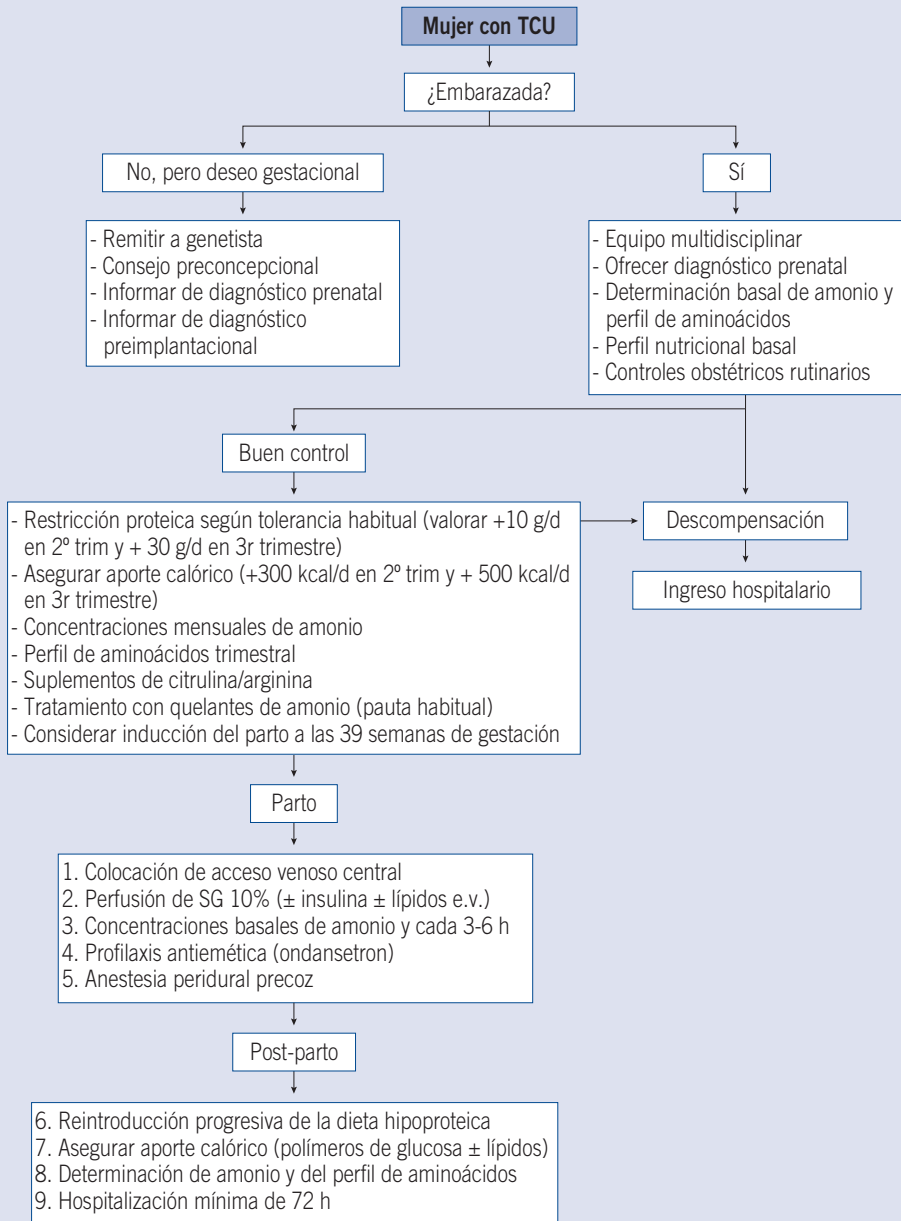 Mujer con TCU
¿Embarazada?
No, pero deseo gestacional
Sí
- Remitir a genetista
- Consejo preconcepcional
- Informar de diagnóstico prenatal
- Informar de diagnóstico
preimplantacional
- Equipo multidisciplinar
- Ofrecer diagnóstico prenatal
- Determinación basal de amonio y
perfil de aminoácidos
- Perfil nutricional basal
- Controles obstétricos rutinarios
Buen control
- Restricción proteica según tolerancia habitual (valorar +10 g/d
en 2º trim y + 30 g/d en 3r trimestre)
- Asegurar aporte calórico (+300 kcal/d en 2º trim y + 500 kcal/d
en 3r trimestre)
- Concentraciones mensuales de amonio
- Perfil de aminoácidos trimestral
- Suplementos de citrulina/arginina
- Tratamiento con quelantes de amonio (pauta habitual)
- Considerar inducción del parto a las 39 semanas de gestación
Descompensación
Ingreso hospitalario
Parto
1. Colocación de acceso venoso central
2. Perfusión de SG 10% (± insulina ± lípidos e.v.)
3. Concentraciones basales de amonio y cada 3-6 h
4. Profilaxis antiemética (ondansetron)
5. Anestesia peridural precoz
Post-parto
6. Reintroducción progresiva de la dieta hipoproteica
7. Asegurar aporte calórico (polímeros de glucosa ± lípidos)
8. Determinación de amonio y del perfil de aminoácidos
9. Hospitalización mínima de 72 h